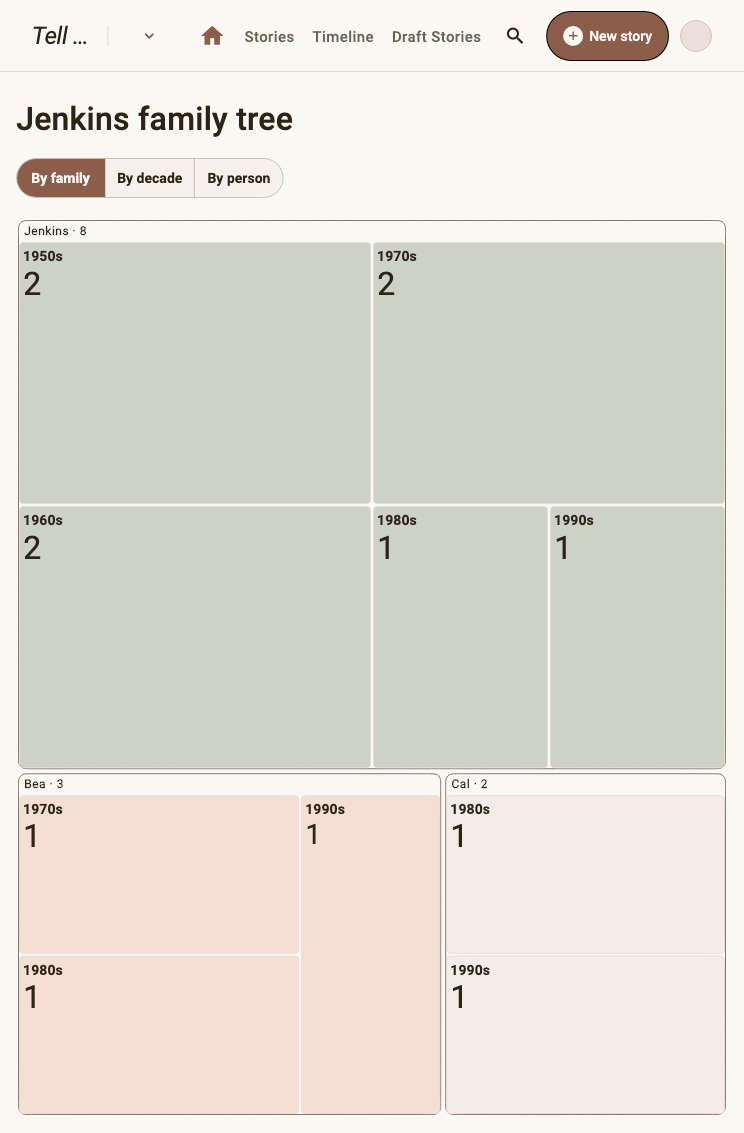 Tell ...
Stories
Timeline
Draft Stories
New story
Jenkins family tree
By family
By decade
By person
Jenkins · 8
1950s
2
1970s
2
1960s
2
1980s
1
1990s
1
Bea · 3
1970s
1
1990s
1
1980s
1
Cal · 2
1980s
1
1990s
1